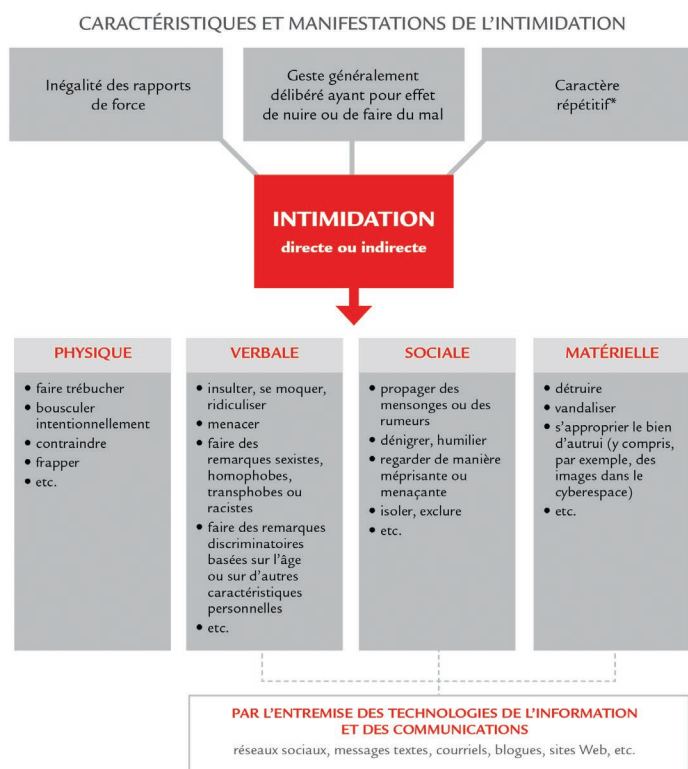 CARACTÉRISTIQUES ET MANIFESTATIONS DE L'INTIMIDATION
Inégalité des rapports
de force
Geste généralement
délibéré ayant pour effet
de nuire ou de faire du mal
Caractère
répétitif*
INTIMIDATION
directe ou indirecte
PHYSIQUE
• faire trébucher
• bousculer
intentionnellement
• contraindre
• frapper
• etc.
VERBALE
• insulter, se moquer,
ridiculiser
• menacer
• faire des
remarques sexistes,
homophobes,
transphobes ou
racistes
• faire des remarques
discriminatoires
basées sur l'âge
ou sur d'autres
caractéristiques
personnelles
• etc.
SOCIALE
• propager des
mensonges ou des
rumeurs
• dénigrer, humilier
• regarder de manière
méprisante ou
menaçante
• isoler, exclure
• etc.
MATÉRIELLE
• détruire
• vandaliser
• s'approprier le bien
d'autrui (y compris,
par exemple, des
images dans le
cyberespace)
• etc.
PAR L'ENTREMISE DES TECHNOLOGIES DE L'INFORMATION
ET DES COMMUNICATIONS
réseaux sociaux, messages textes, courriels, blogues, sites Web, etc.